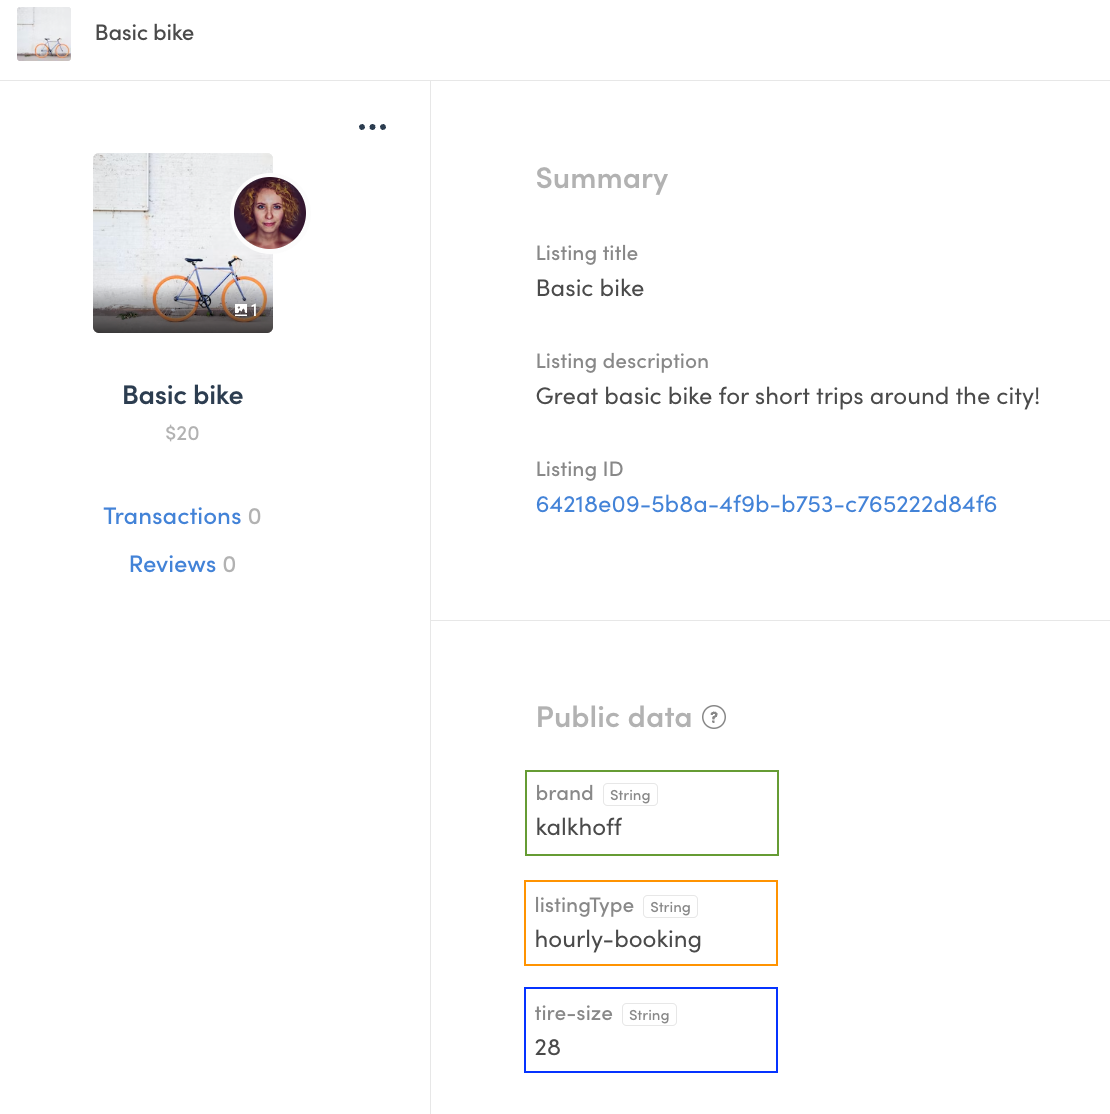 Basic bike
1
Basic bike
$20
Transactions 0
Reviews 0
Summary
Listing title
Basic bike
Listing description
Great basic bike for short trips around the city!
Listing ID
64218e09-5b8a-4f9b-b753-c765222d84f6
Public data ?
brand String
kalkhoff
listingType String
hourly-booking
tire-size String
28